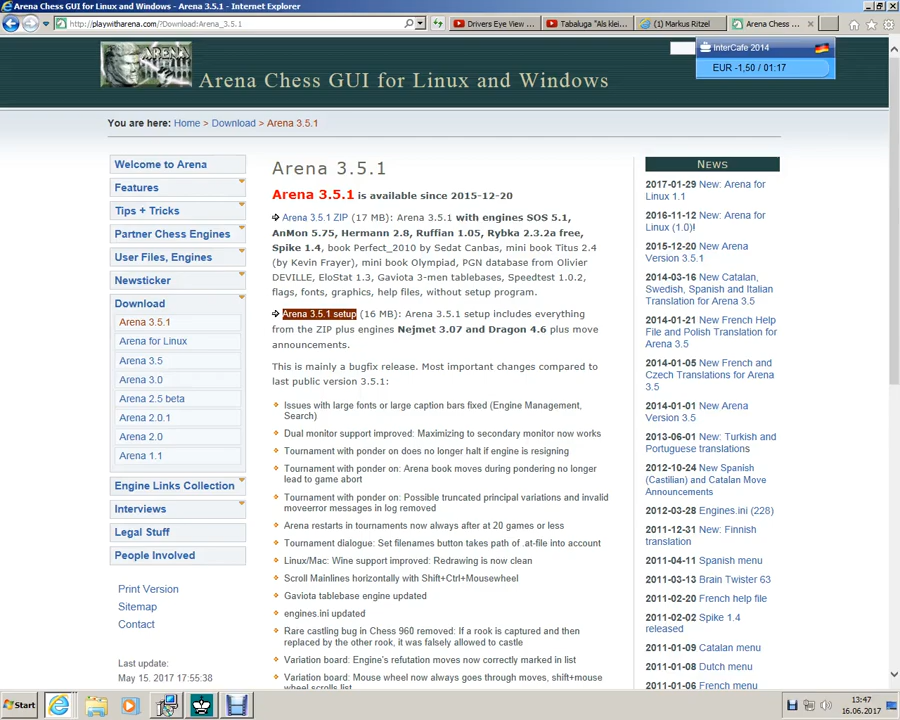 Arena Chess GUI for Linux and Windows - Internet Explorer
http://playwitharena.com/?Download:Arena_3.5.1
Drivers Eye View ...
Tabaluga "Als klei...
(1) Markus Ritzel
Arena Chess ...
InterCafe 2014
EUR -1,50 / 01:17
ARENA
Arena Chess GUI for Linux and Windows
You are here: Home > Download > Arena 3.5.1
Welcome to Arena
Features
Tips + Tricks
Partner Chess Engines
User Files, Engines
Newsticker
Download
Arena 3.5.1
Arena for Linux
Arena 3.5
Arena 3.0
Arena 2.5 beta
Arena 2.0.1
Arena 2.0
Arena 1.1
Engine Links Collection
Interviews
Legal Stuff
People Involved
Print Version
Sitemap
Contact
Last update:
May 15. 2017 17:55:38
Arena 3.5.1
Arena 3.5.1 is available since 2015-12-20
Arena 3.5.1 ZIP (17 MB): Arena 3.5.1 with engines SOS 5.1,
AnMon 5.75, Hermann 2.8, Ruffian 1.05, Rybka 2.3.2a free,
Spike 1.4, book Perfect_2010 by Sedat Canbas, mini book Titus 2.4
(by Kevin Frayer), mini book Olympiad, PGN database from Olivier
DEVILLE, EloStat 1.3, Gaviota 3-men tablebases, Speedtest 1.0.2,
flags, fonts, graphics, help files, without setup program.
Arena 3.5.1 setup (16 MB): Arena 3.5.1 setup includes everything
from the ZIP plus engines Nejmet 3.07 and Dragon 4.6 plus move
announcements.
This is mainly a bugfix release. Most important changes compared to
last public version 3.5.1:
Issues with large fonts or large caption bars fixed (Engine Management,
Search)
Dual monitor support improved: Maximizing to secondary monitor now works
Tournament with ponder on does no longer halt if engine is resigning
Tournament with ponder on: Arena book moves during pondering no longer
lead to game abort
Tournament with ponder on: Possible truncated principal variations and invalid
moveerror messages in log removed
Arena restarts in tournaments now always after at 20 games or less
Tournament dialogue: Set filenames button takes path of .at-file into account
Linux/Mac: Wine support improved: Redrawing is now clean
Scroll Mainlines horizontally with Shift+Ctrl+Mousewheel
Gaviota tablebase engine updated
engines.ini updated
Rare castling bug in Chess 960 removed: If a rook is captured and then
replaced by the other rook, it was falsely allowed to castle
Variation board: Engine's refutation moves now correctly marked in list
Variation board: Mouse wheel now always goes through moves, shift+mouse
wheel scrolls list
News
2017-01-29 New: Arena for
Linux 1.1
2016-11-12 New: Arena for
Linux (1.0)!
2015-12-20 New Arena
Version 3.5.1
2014-03-16 New Catalan,
Swedish, Spanish and Italian
Translation for Arena 3.5
2014-01-21 New French Help
File and Polish Translation for
Arena 3.5
2014-01-05 New French and
Czech Translations for Arena
3.5
2014-01-01 New Arena
Version 3.5
2013-06-01 New: Turkish and
Portuguese translations
2012-10-24 New Spanish
(Castilian) and Catalan Move
Announcements
2012-03-28 Engines.ini (228)
2011-12-31 New: Finnish
translation
2011-04-11 Spanish menu
2011-03-13 Brain Twister 63
2011-02-20 French help file
2011-02-02 Spike 1.4
released
2011-01-09 Catalan menu
2011-01-08 Dutch menu
2011-01-06 French menu
Start
13:47
16.06.2017